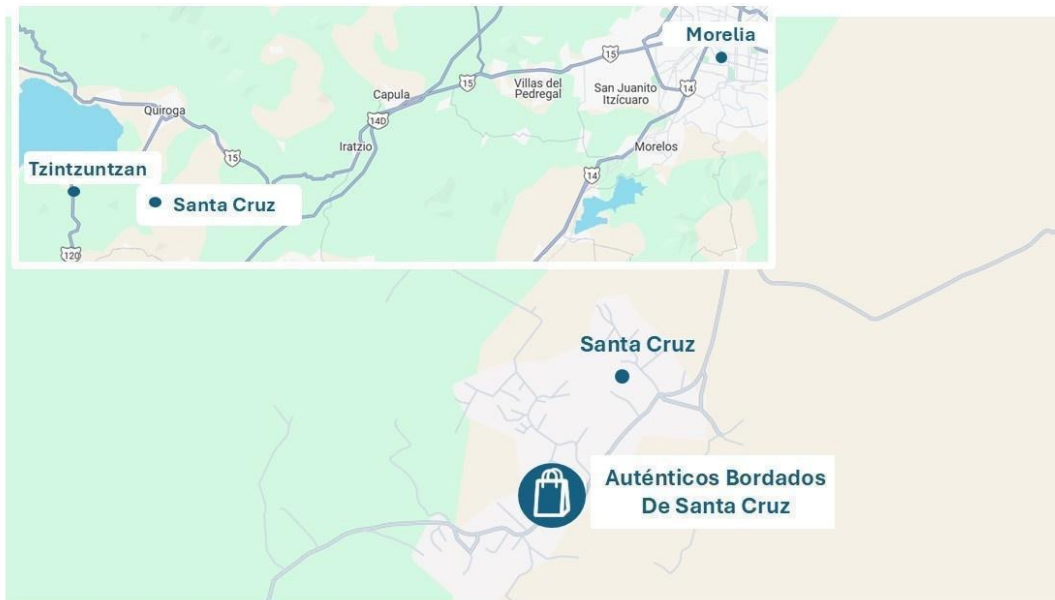 Morelia
15
15
Villas del
Pedregal
San Juanito
Itzícuaro
14
Capula
14D
Quiroga
Iratzio
Morelos
15
Tzintzuntzan
14
Santa Cruz
120
Santa Cruz
Auténticos Bordados
De Santa Cruz